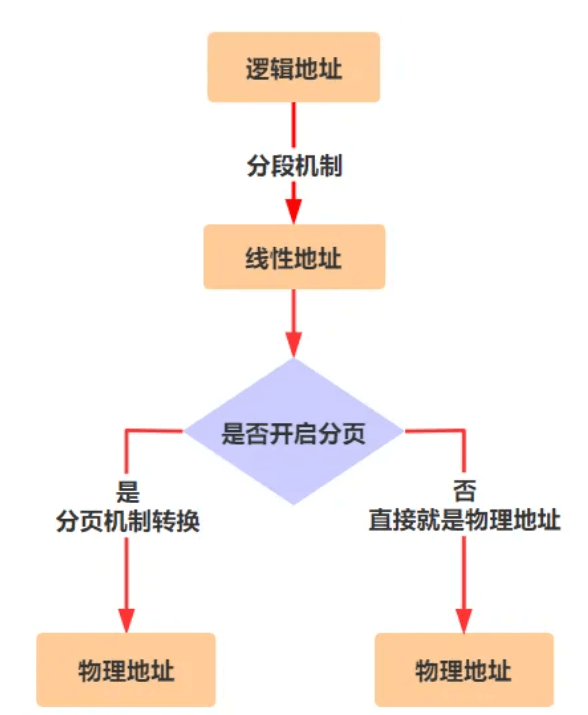 逻辑地址
分段机制
线性地址
是否开启分页
是
分页机制转换
否
直接就是物理地址
物理地址
物理地址